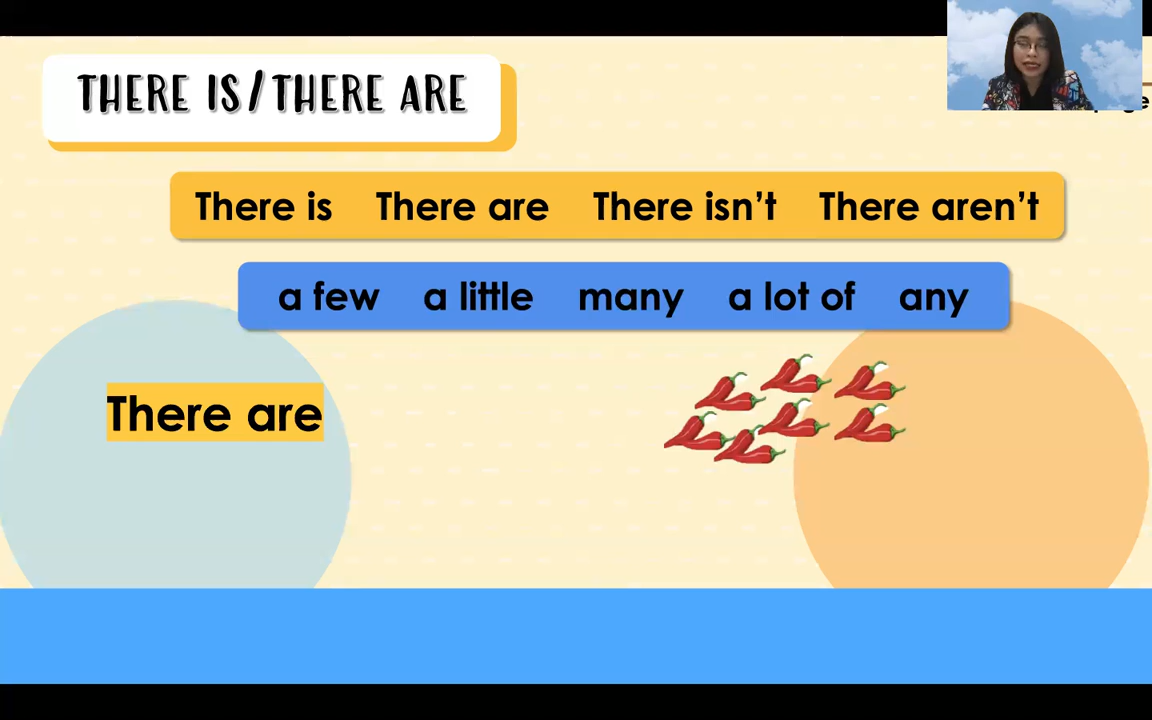 THERE IS/THERE ARE
There is There are There isn't There aren't
a few a little many a lot of any
There are